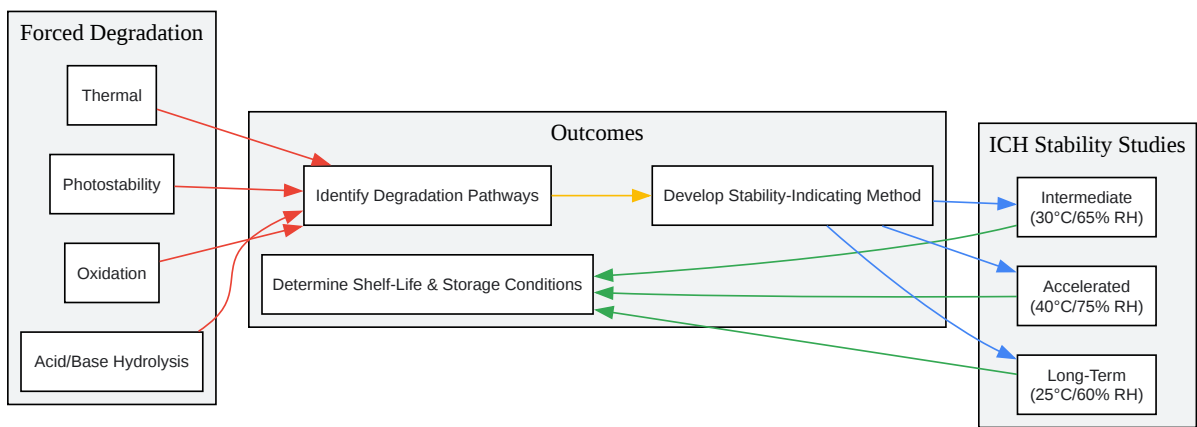 Forced Degradation
Thermal
Photostability
Oxidation
Acid/Base Hydrolysis
Outcomes
Identify Degradation Pathways
Develop Stability-Indicating Method
Determine Shelf-Life & Storage Conditions
ICH Stability Studies
Intermediate
(30°C/65% RH)
Accelerated
(40°C/75% RH)
Long-Term
(25°C/60% RH)